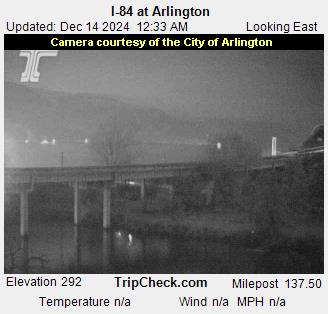 I-84 at Arlington
Updated: Dec 14 2024 12:33 AM Looking East
Camera courtesy of the City of Arlington
Elevation 292 TripCheck.com Milepost 137.50
Temperature n/a Wind n/a MPH n/a